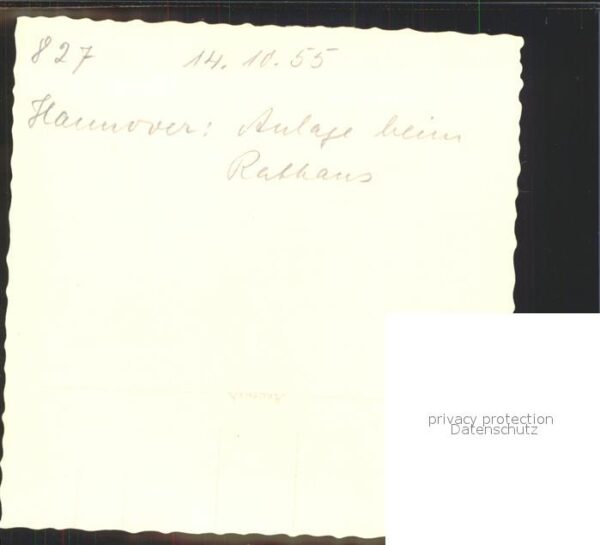 827 14.10.55
Hannover: Anlage beim
Rathaus
privacy protection
Datenschutz